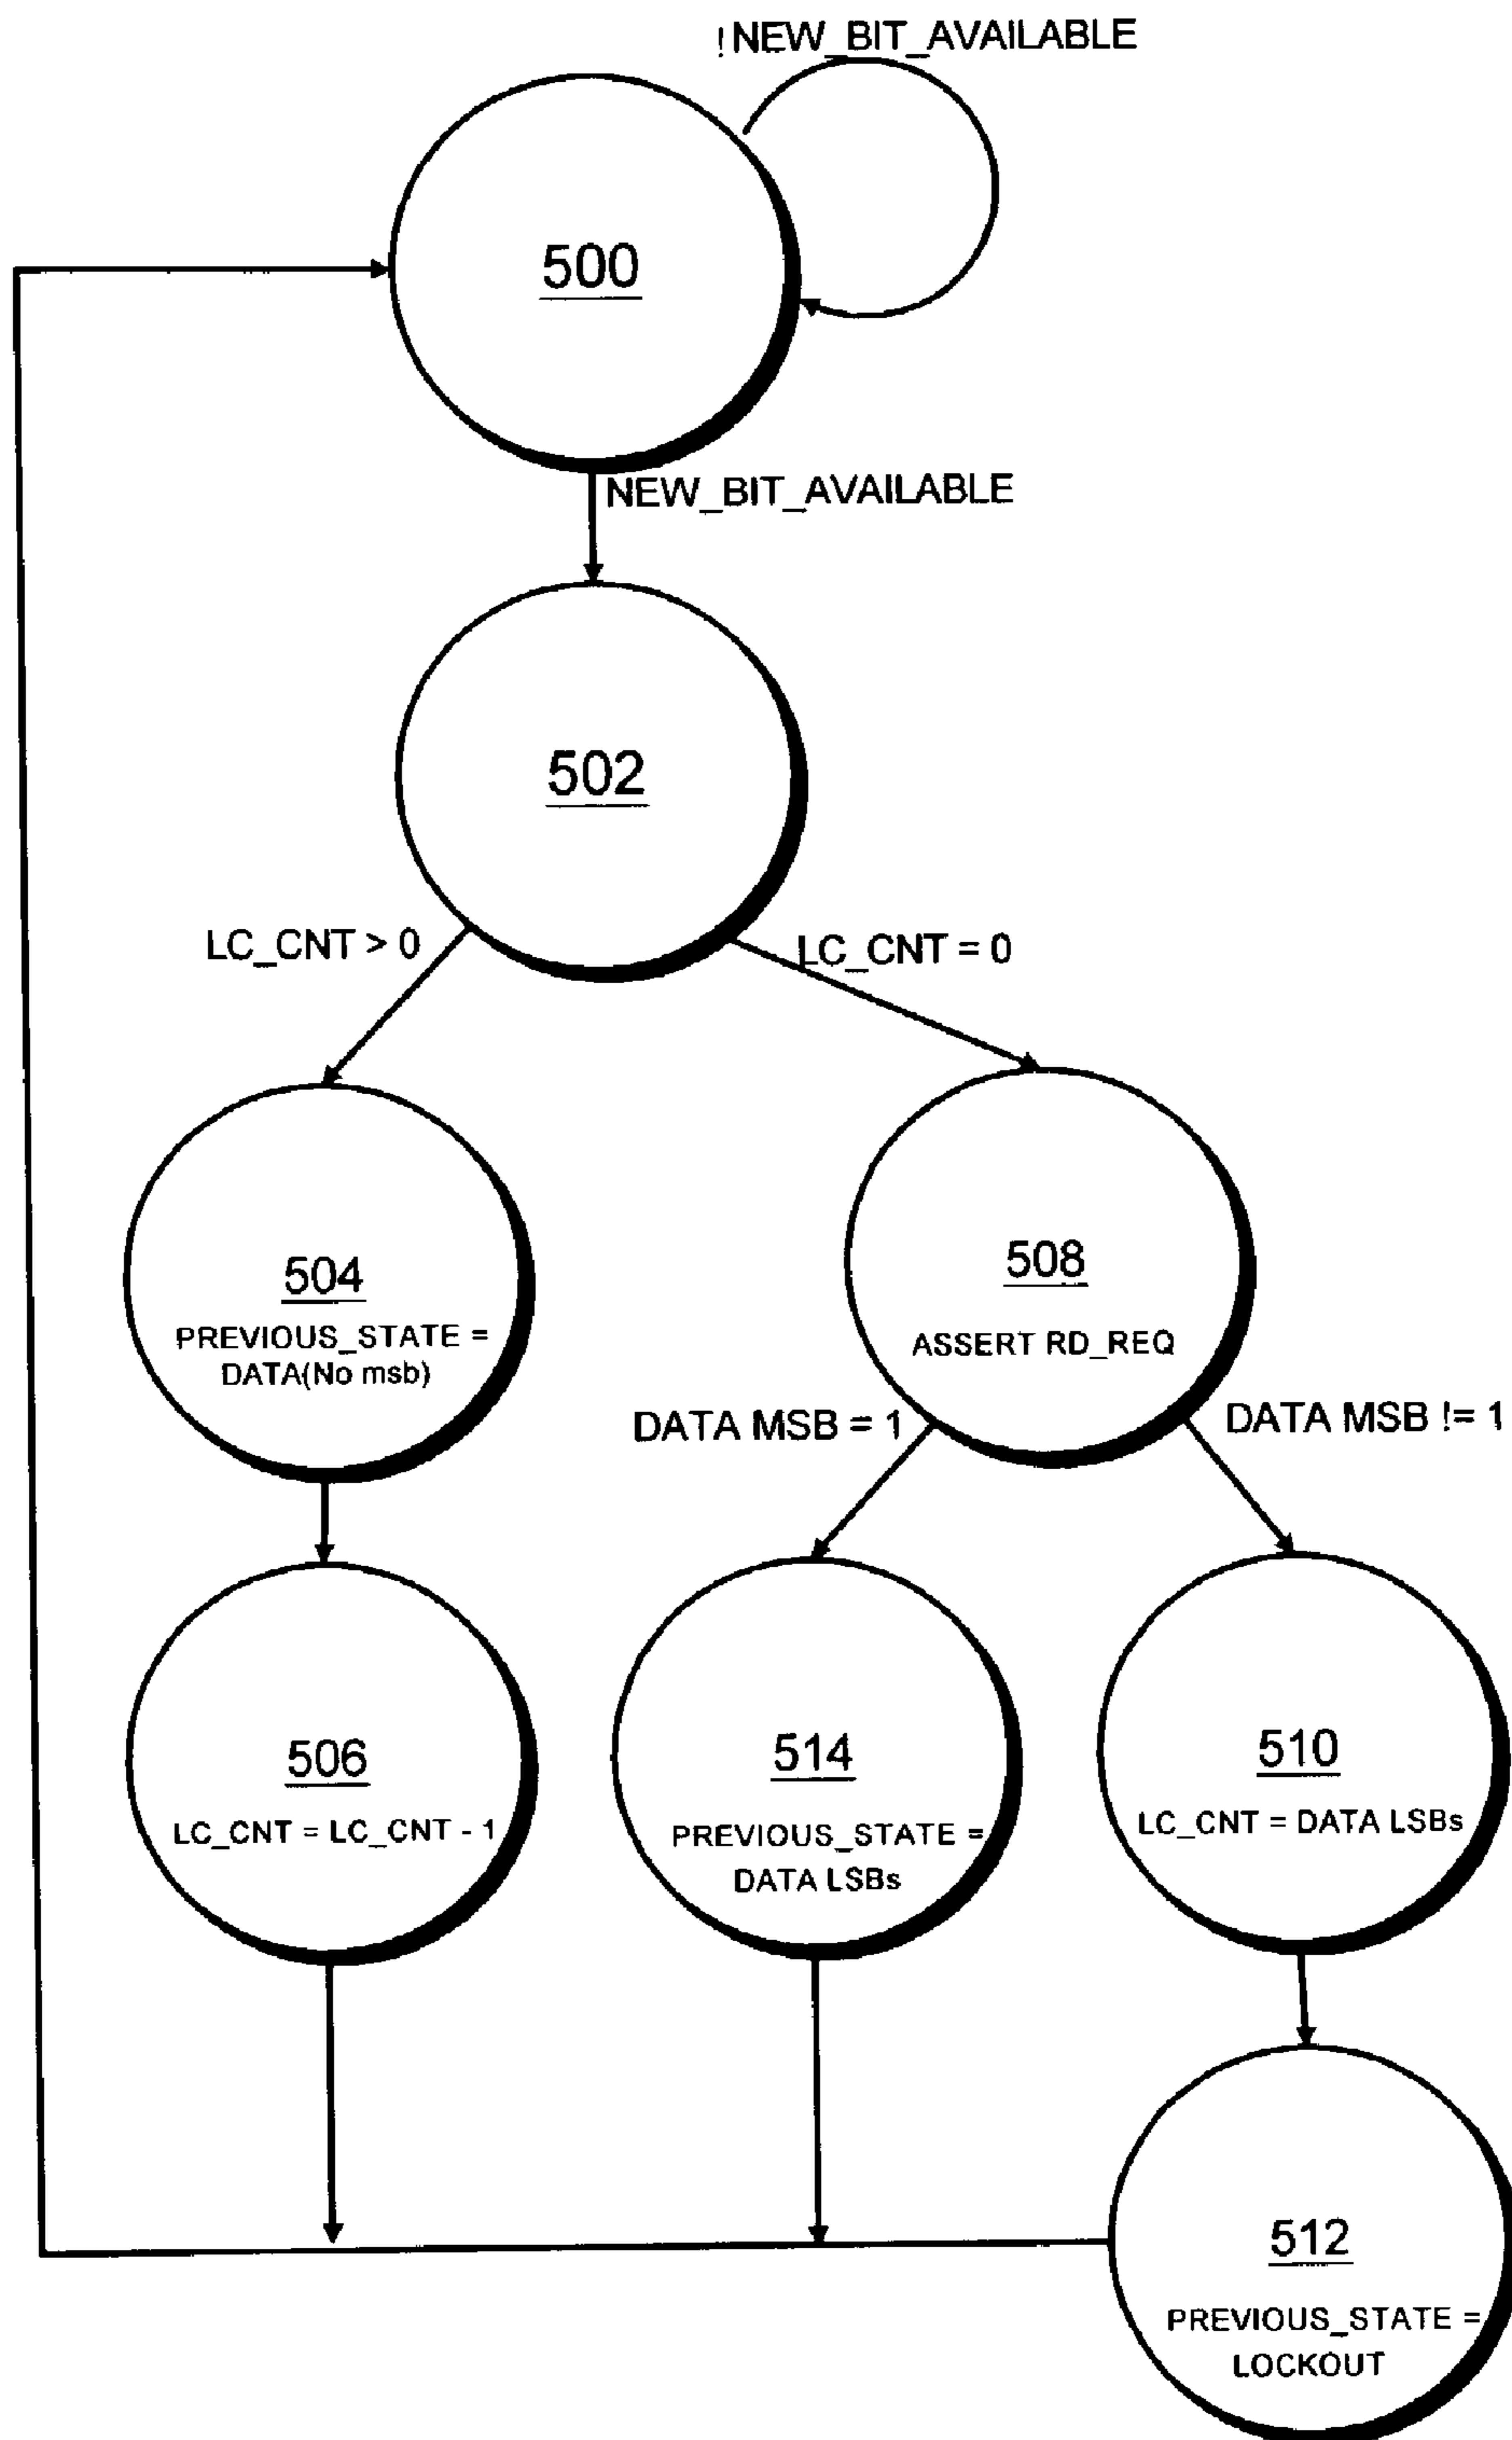 !NEW_BIT_AVAILABLE
500
NEW_BIT_AVAILABLE
502
LC_CNT > 0
LC_CNT = 0
504
PREVIOUS_STATE =
DATA(No msb)
508
ASSERT RD_REQ
DATA MSB = 1
DATA MSB != 1
506
LC_CNT = LC_CNT - 1
514
PREVIOUS_STATE =
DATA LSBs
510
LC_CNT = DATA LSBs
512
PREVIOUS_STATE =
LOCKOUT